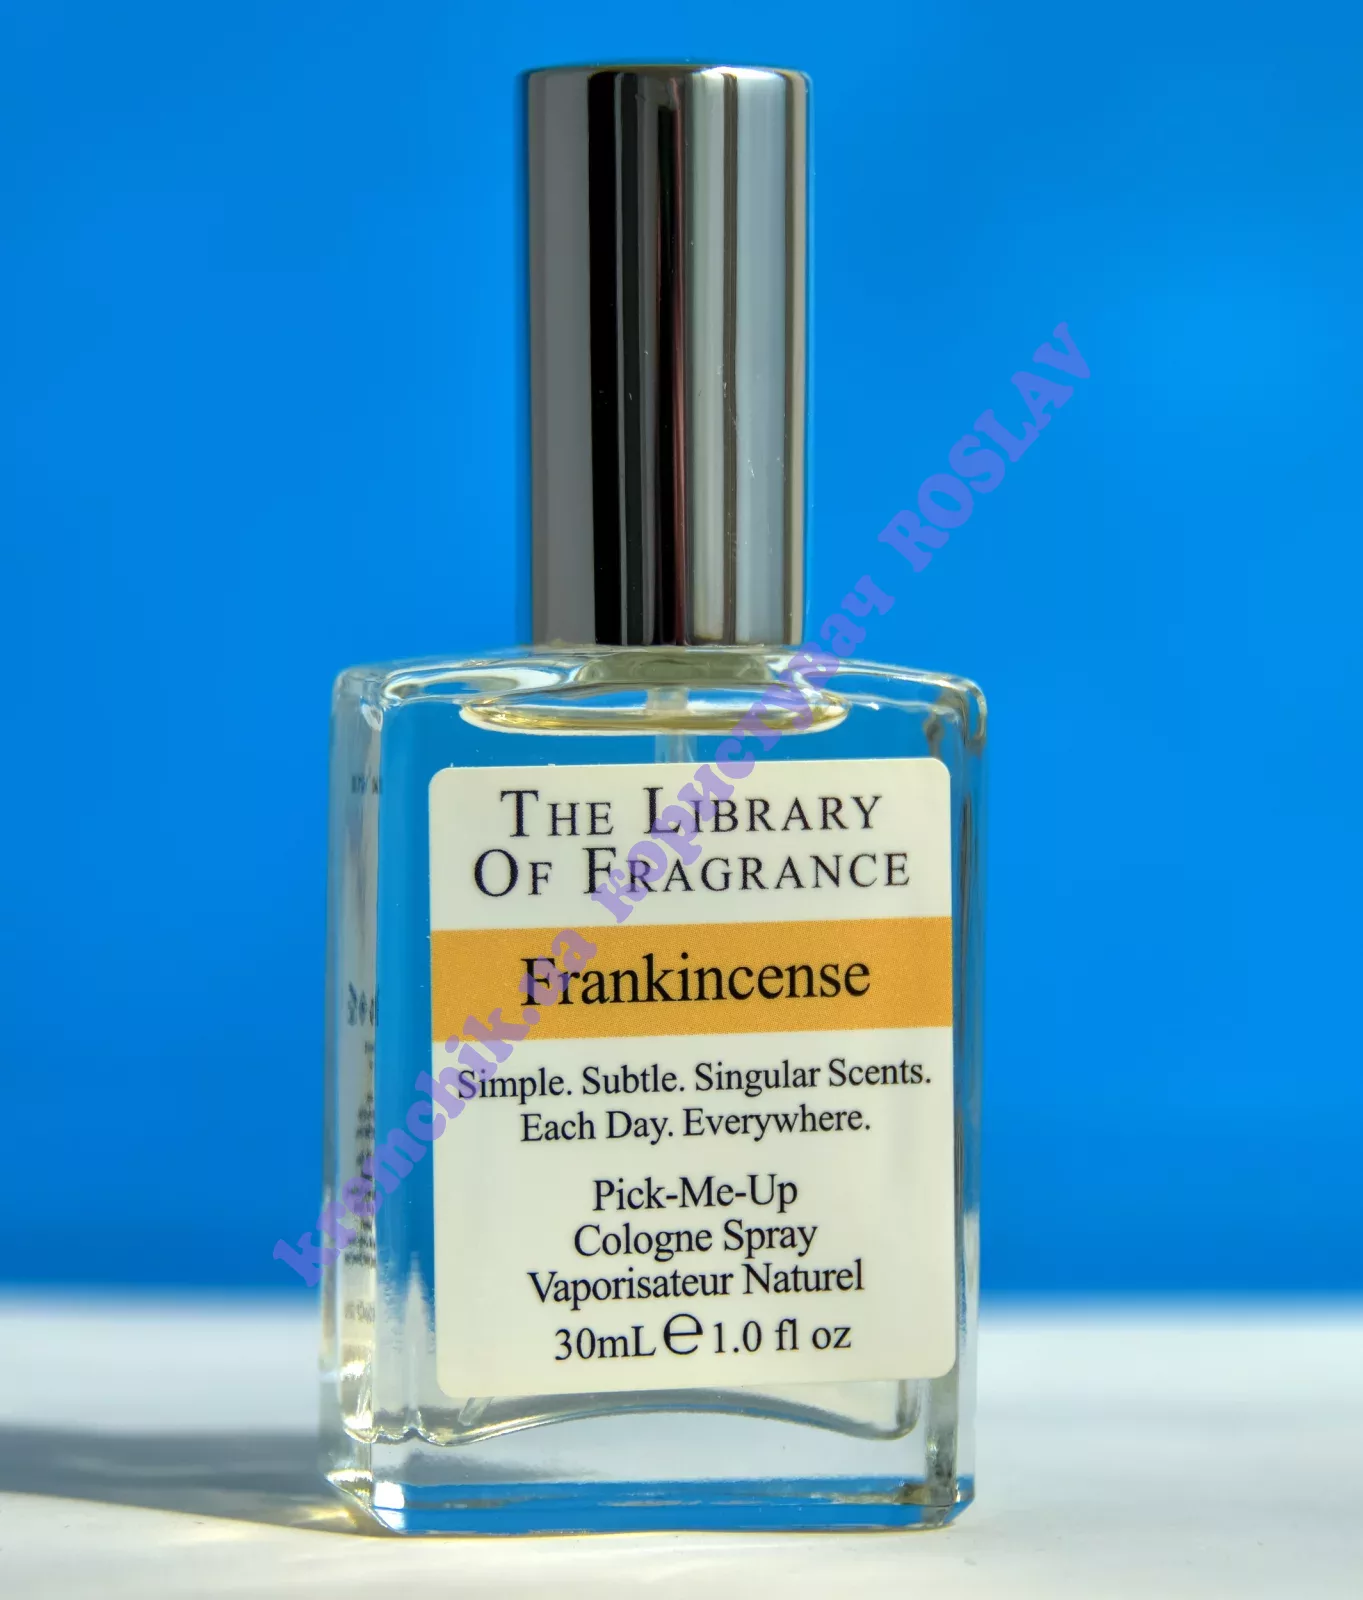 The Library
Of Fragrance
Frankincense
Simple. Subtle. Singular Scents.
Each Day. Everywhere.
Pick-Me-Up
Cologne Spray
Vaporisateur Naturel
30mL ℮ 1.0 fl oz
kremchik.ua користувач ROSLAV